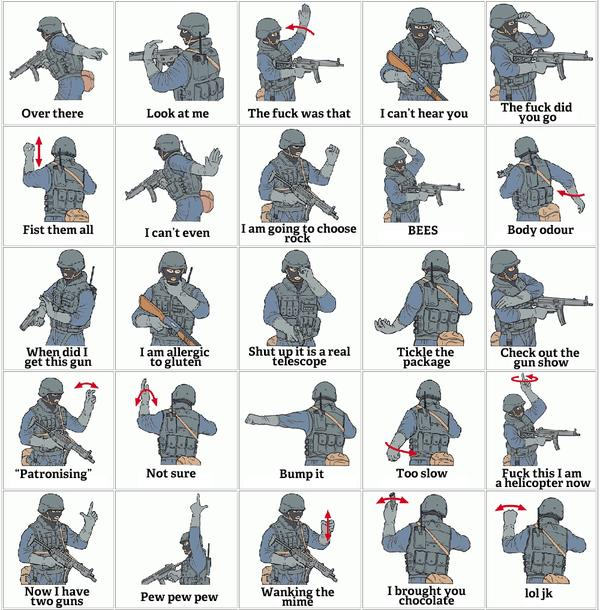 Over there
Look at me
The fuck was that
I can't hear you
The fuck did
you go
Fist them all
I can't even
I am going to choose
rock
BEES
Body odour
When did I
get this gun
I am allergic
to gluten
Shut up it is a real
telescope
Tickle the
package
Check out the
gun show
"Patronising"
Not sure
Bump it
Too slow
Fuck this I am
a helicopter now
Now I have
two guns
Pew pew pew
Wanking the
mime
I brought you
chocolate
lol jk